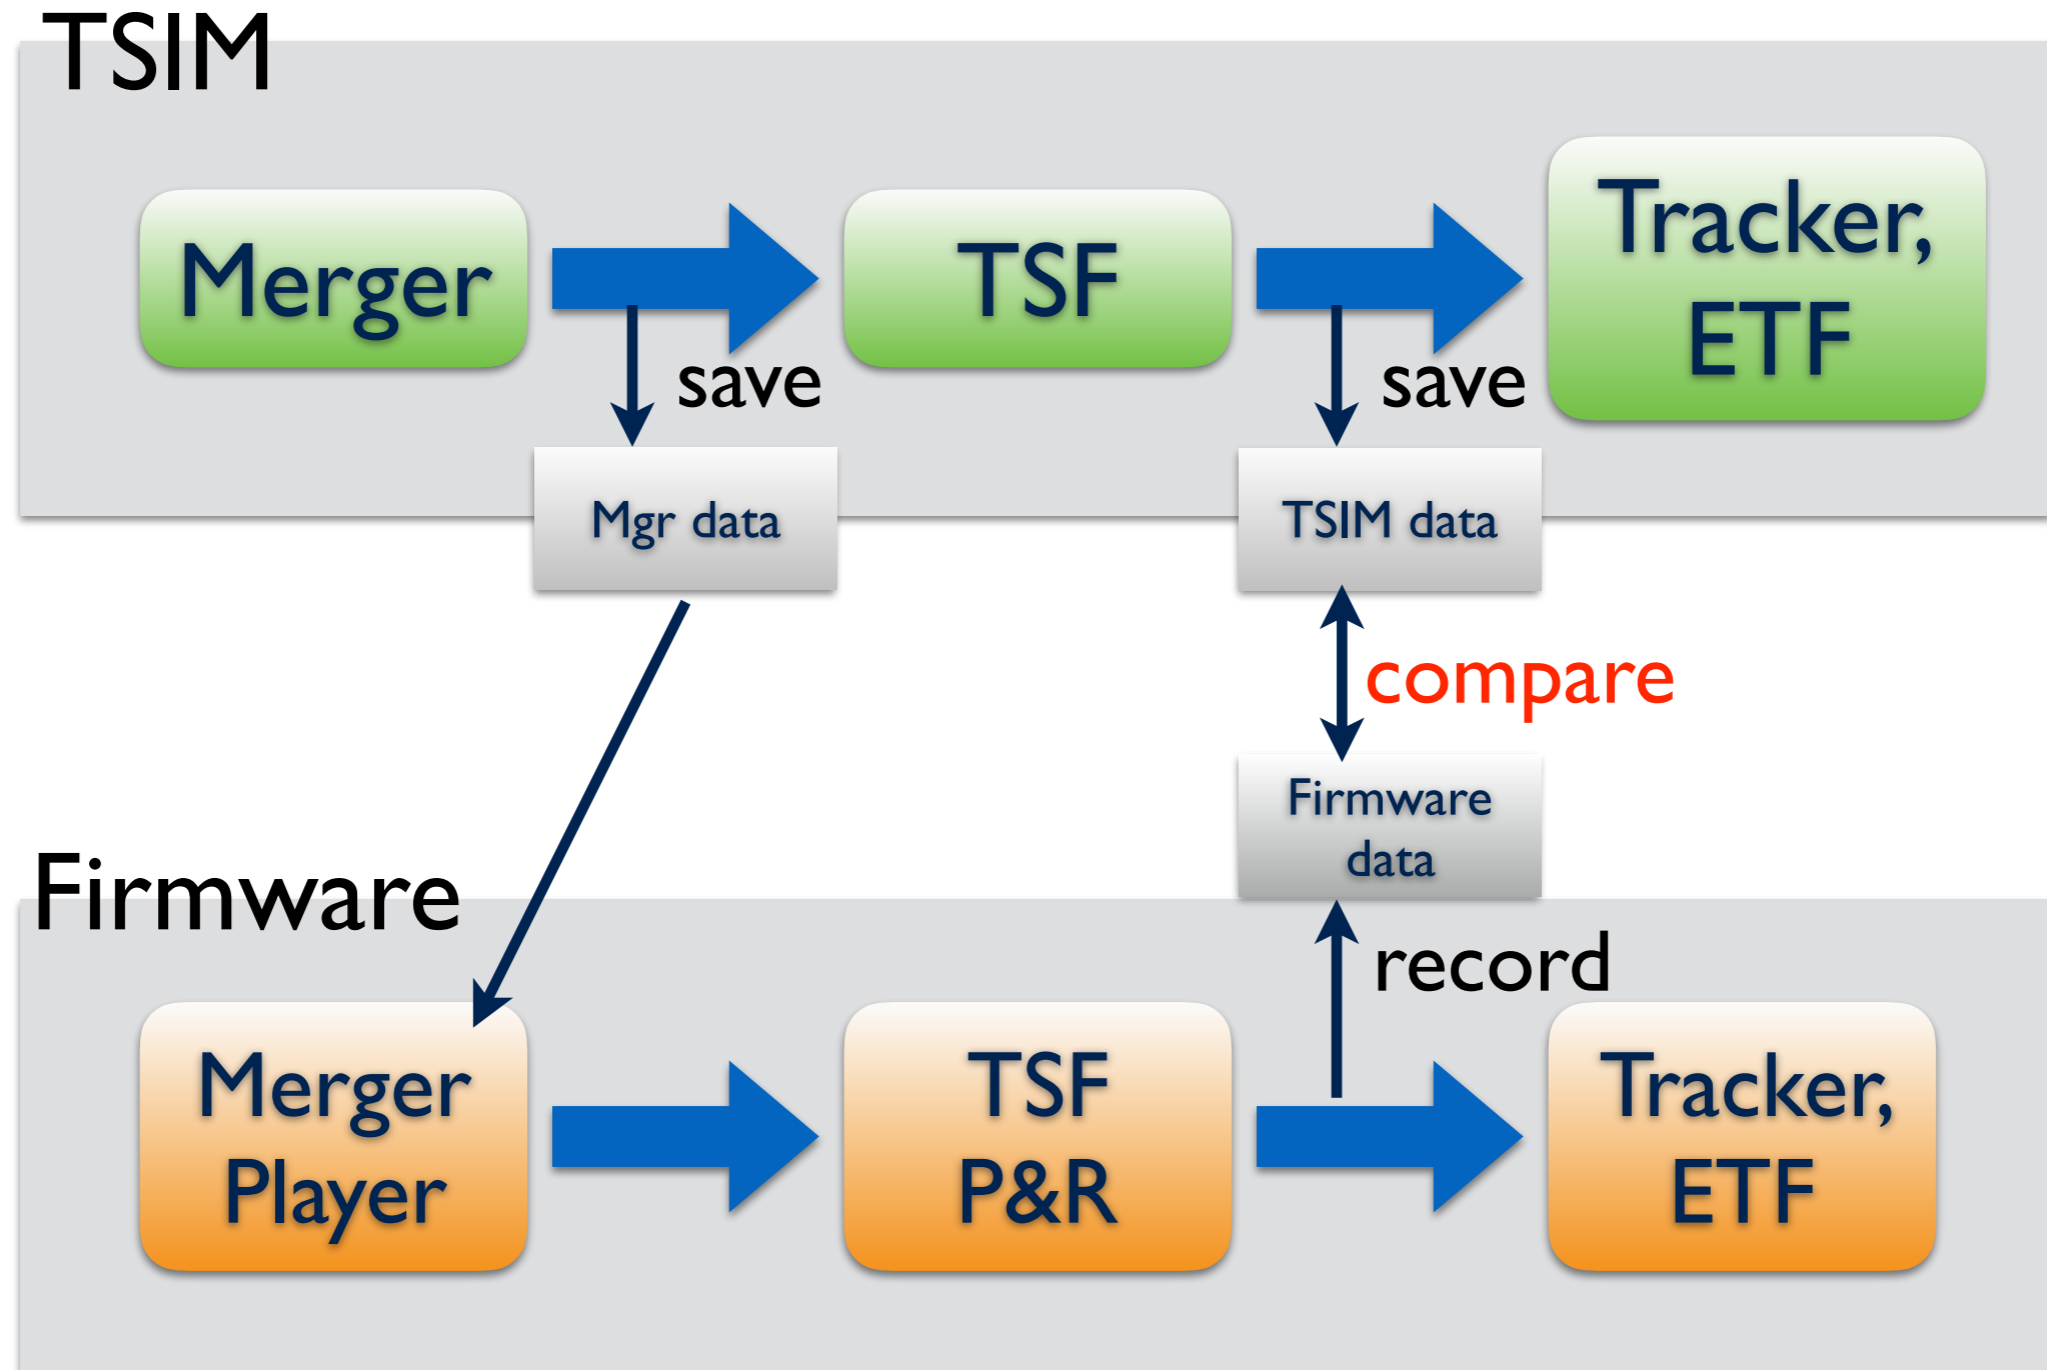 TSIM
Merger
TSF
Tracker,
ETF
save
save
Mgr data
TSIM data
compare
Firmware
data
Firmware
record
Merger
Player
TSF
P&R
Tracker,
ETF